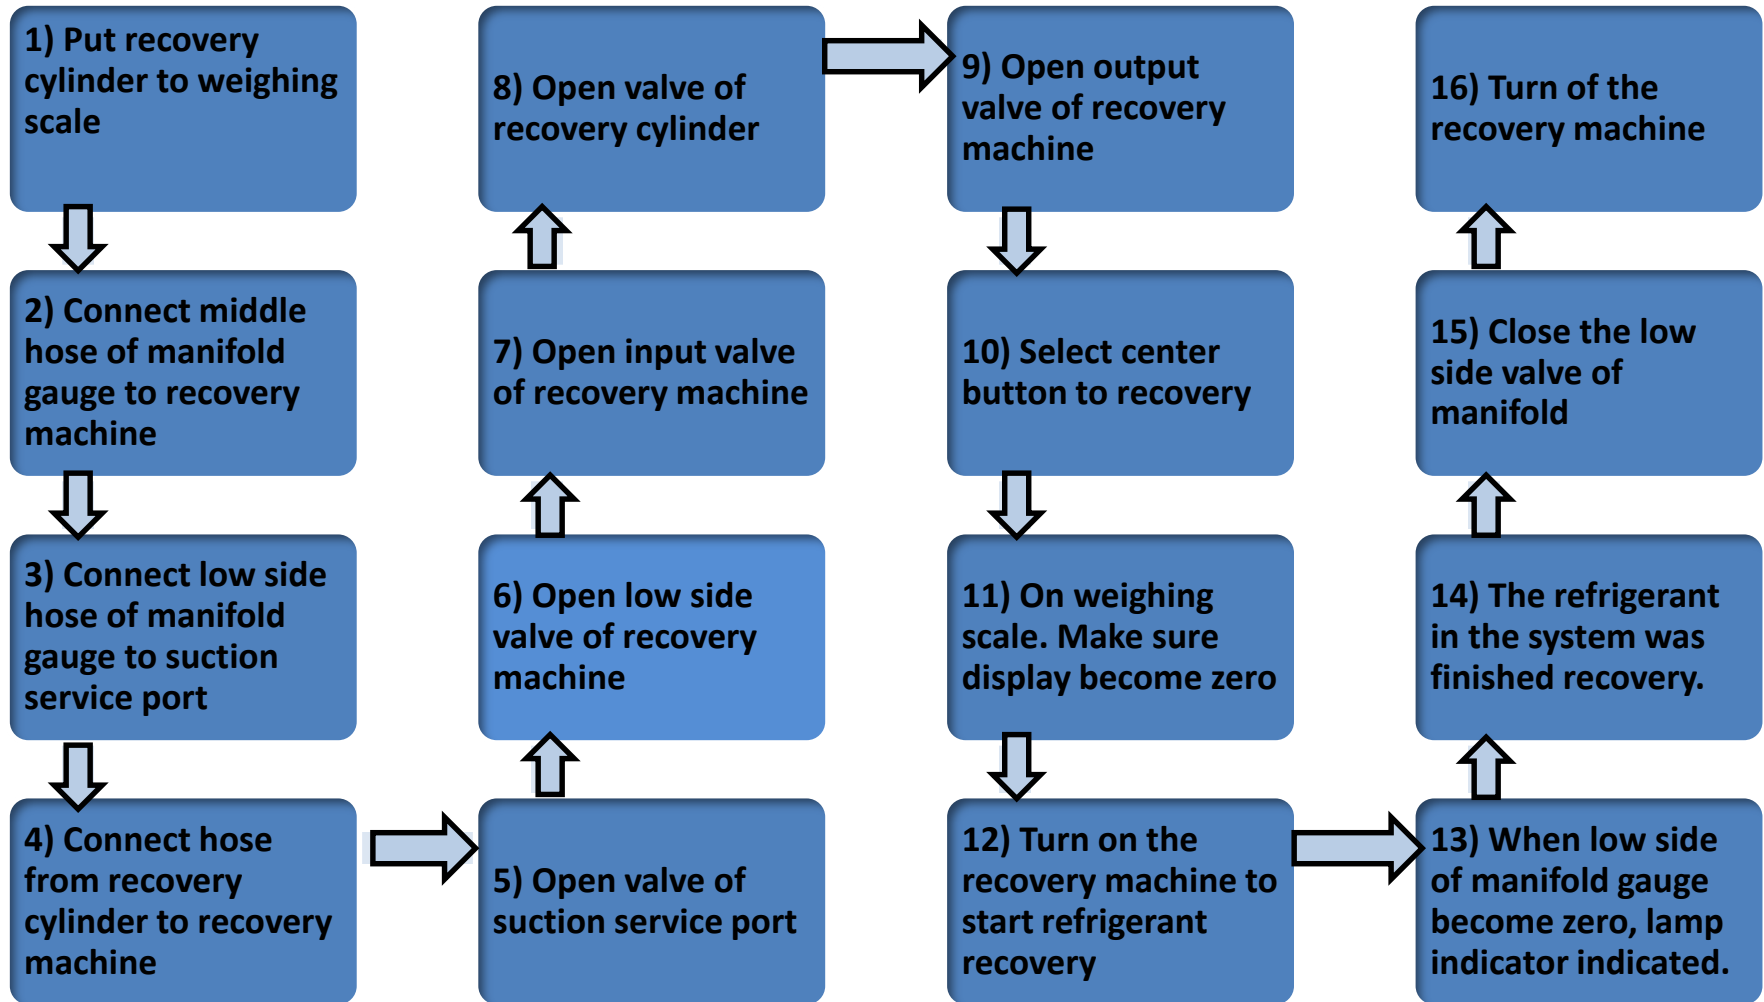 1) Put recovery
cylinder to weighing
scale
2) Connect middle
hose of manifold
gauge to recovery
machine
3) Connect low side
hose of manifold
gauge to suction
service port
4) Connect hose
from recovery
cylinder to recovery
machine
5) Open valve of
suction service port
6) Open low side
valve of recovery
machine
7) Open input valve
of recovery machine
8) Open valve of
recovery cylinder
9) Open output
valve of recovery
machine
10) Select center
button to recovery
11) On weighing
scale. Make sure
display become zero
12) Turn on the
recovery machine to
start refrigerant
recovery
13) When low side
of manifold gauge
become zero, lamp
indicator indicated.
14) The refrigerant
in the system was
finished recovery.
15) Close the low
side valve of
manifold
16) Turn of the
recovery machine